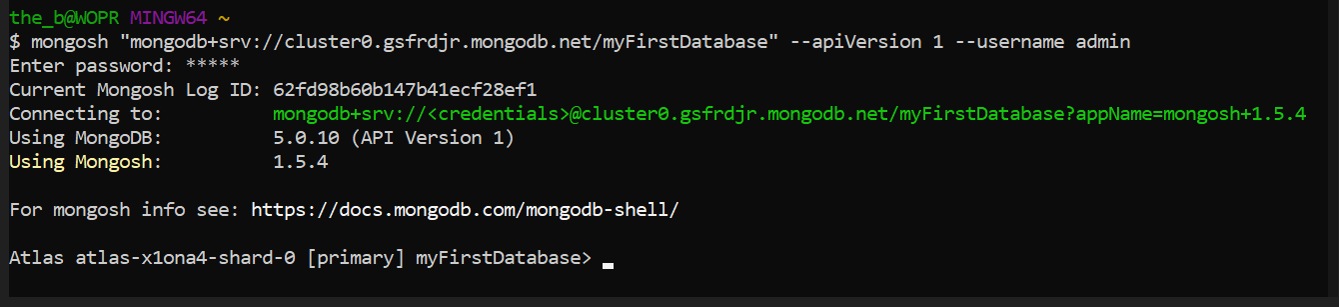 the_b@WOPR MINGW64 ~
$ mongosh "mongodb+srv://cluster0.gsfrdjr.mongodb.net/myFirstDatabase" --apiVersion 1 --username admin
Enter password: *****
Current Mongosh Log ID: 62fd98b60b147b41ecf28ef1
Connecting to: mongodb+srv://<credentials>@cluster0.gsfrdjr.mongodb.net/myFirstDatabase?appName=mongosh+1.5.4
Using MongoDB: 5.0.10 (API Version 1)
Using Mongosh: 1.5.4
For mongosh info see: https://docs.mongodb.com/mongodb-shell/
Atlas atlas-x1ona4-shard-0 [primary] myFirstDatabase>